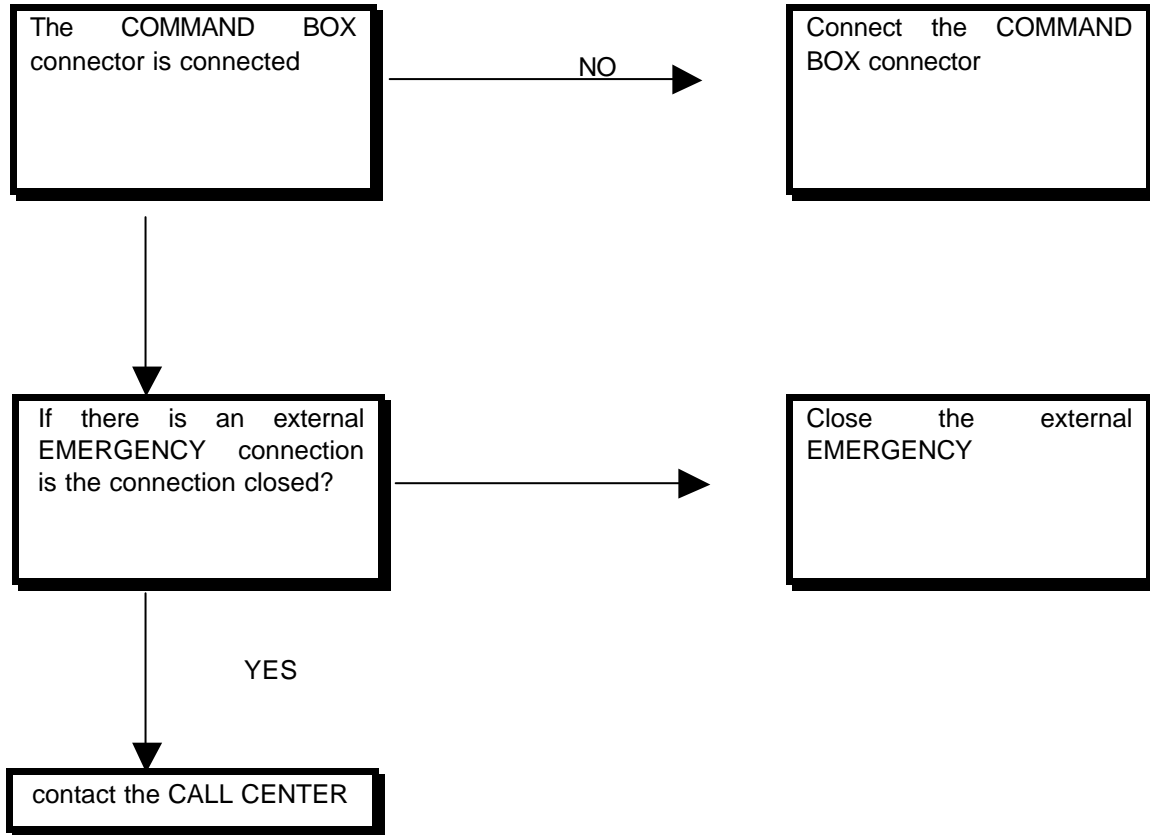 The COMMAND BOX
connector is connected
NO
Connect the COMMAND
BOX connector
If there is an external
EMERGENCY connection
is the connection closed?
Close the external
EMERGENCY
YES
contact the CALL CENTER